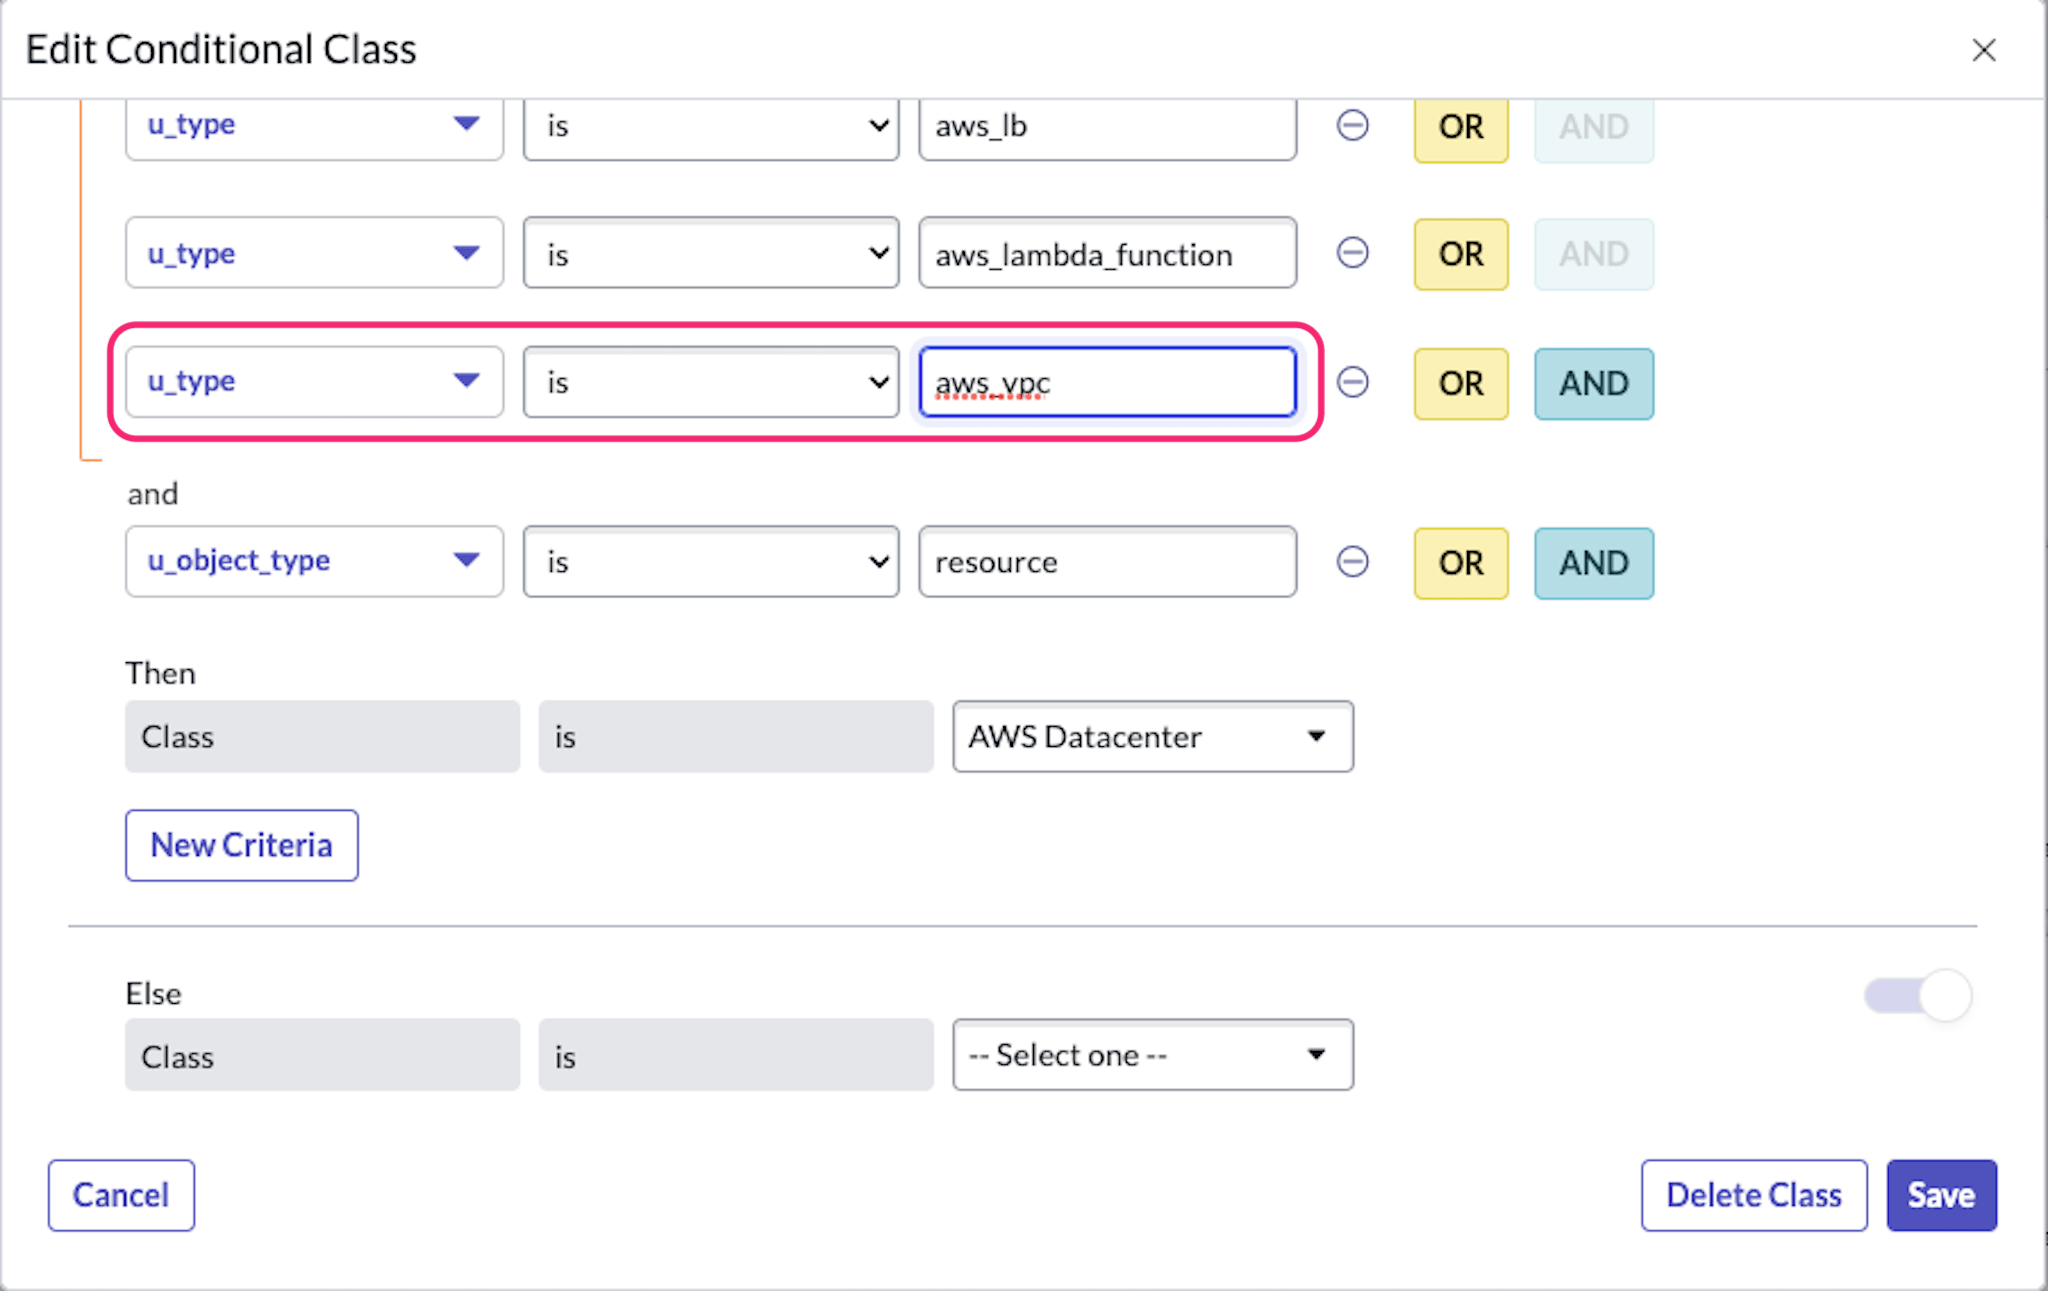 Edit Conditional Class
u_type is aws_lb OR AND
u_type is aws_lambda_function OR AND
u_type is aws_vpc OR AND
and
u_object_type is resource OR AND
Then
Class is AWS Datacenter
New Criteria
Else
Class is -- Select one --
Cancel Delete Class Save